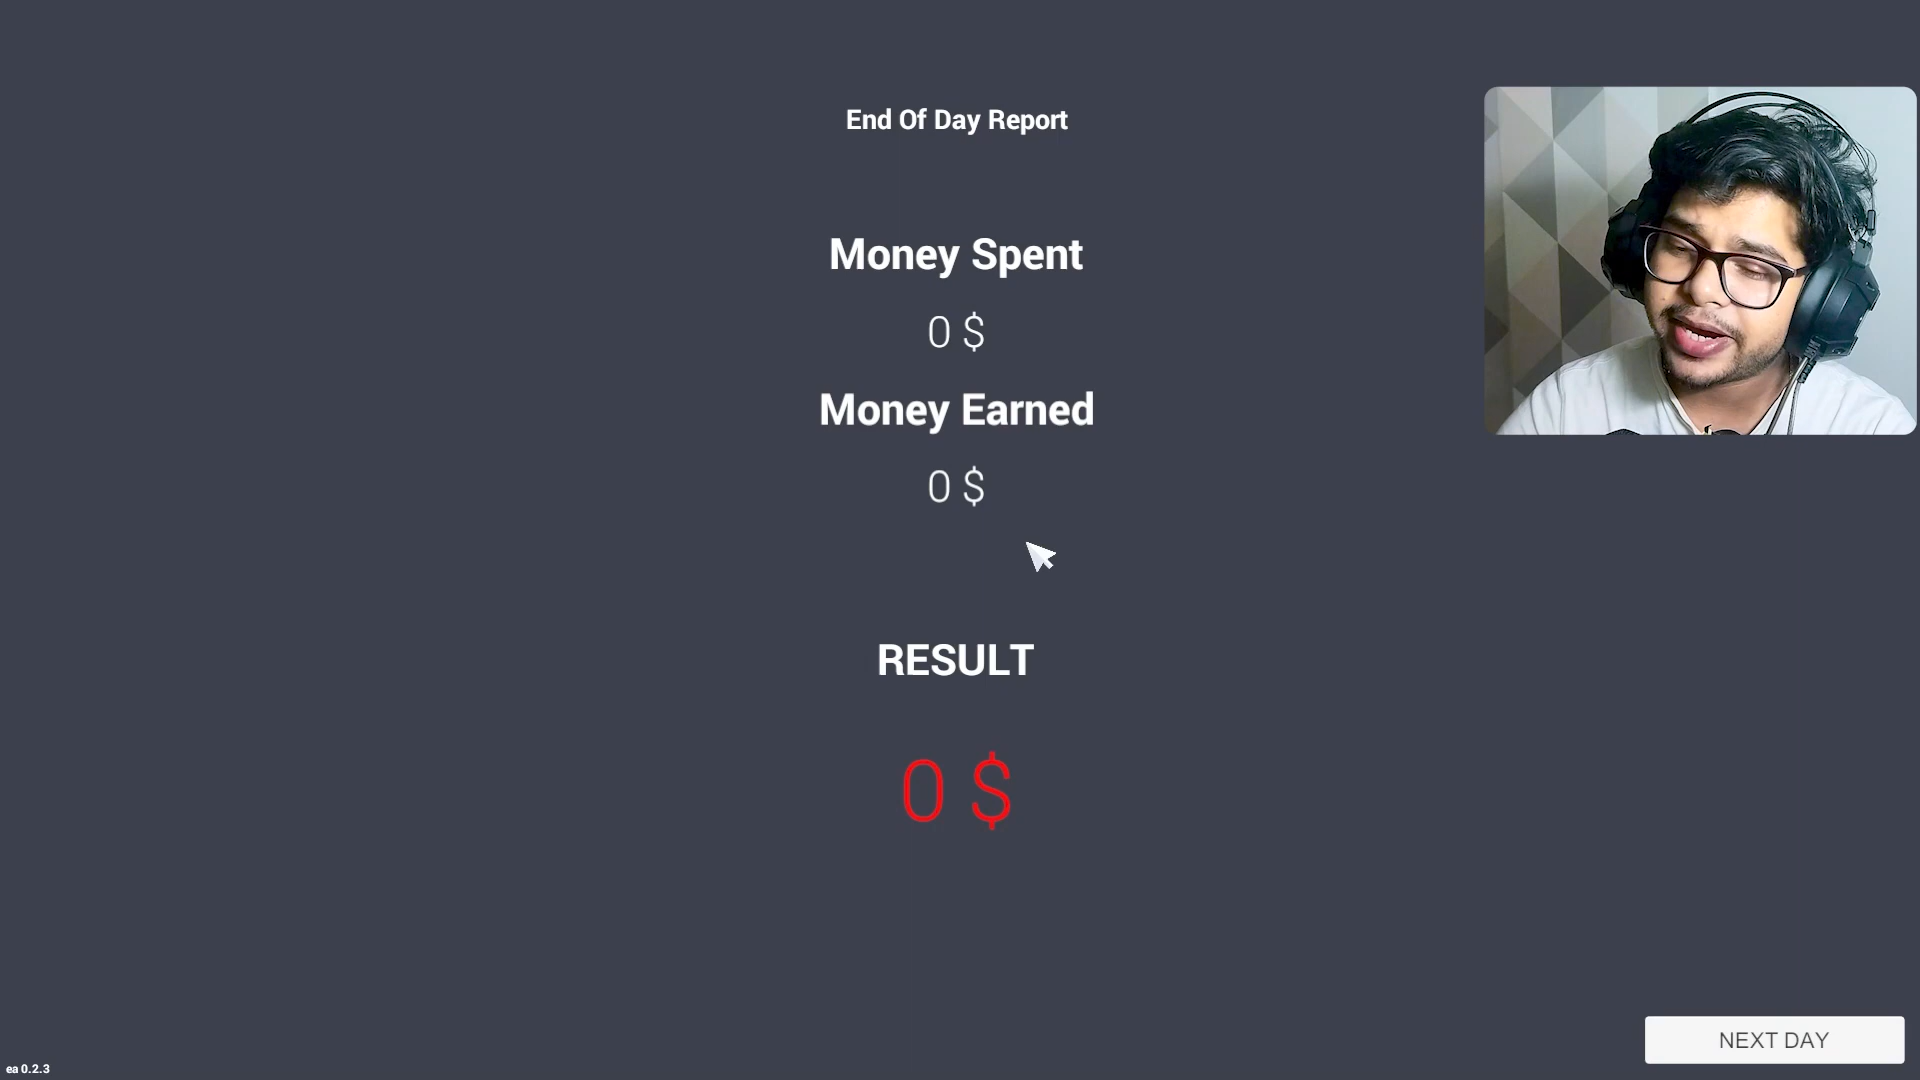 End Of Day Report
Money Spent
0 $
Money Earned
0 $
RESULT
0 $
NEXT DAY
ea 0.2.3